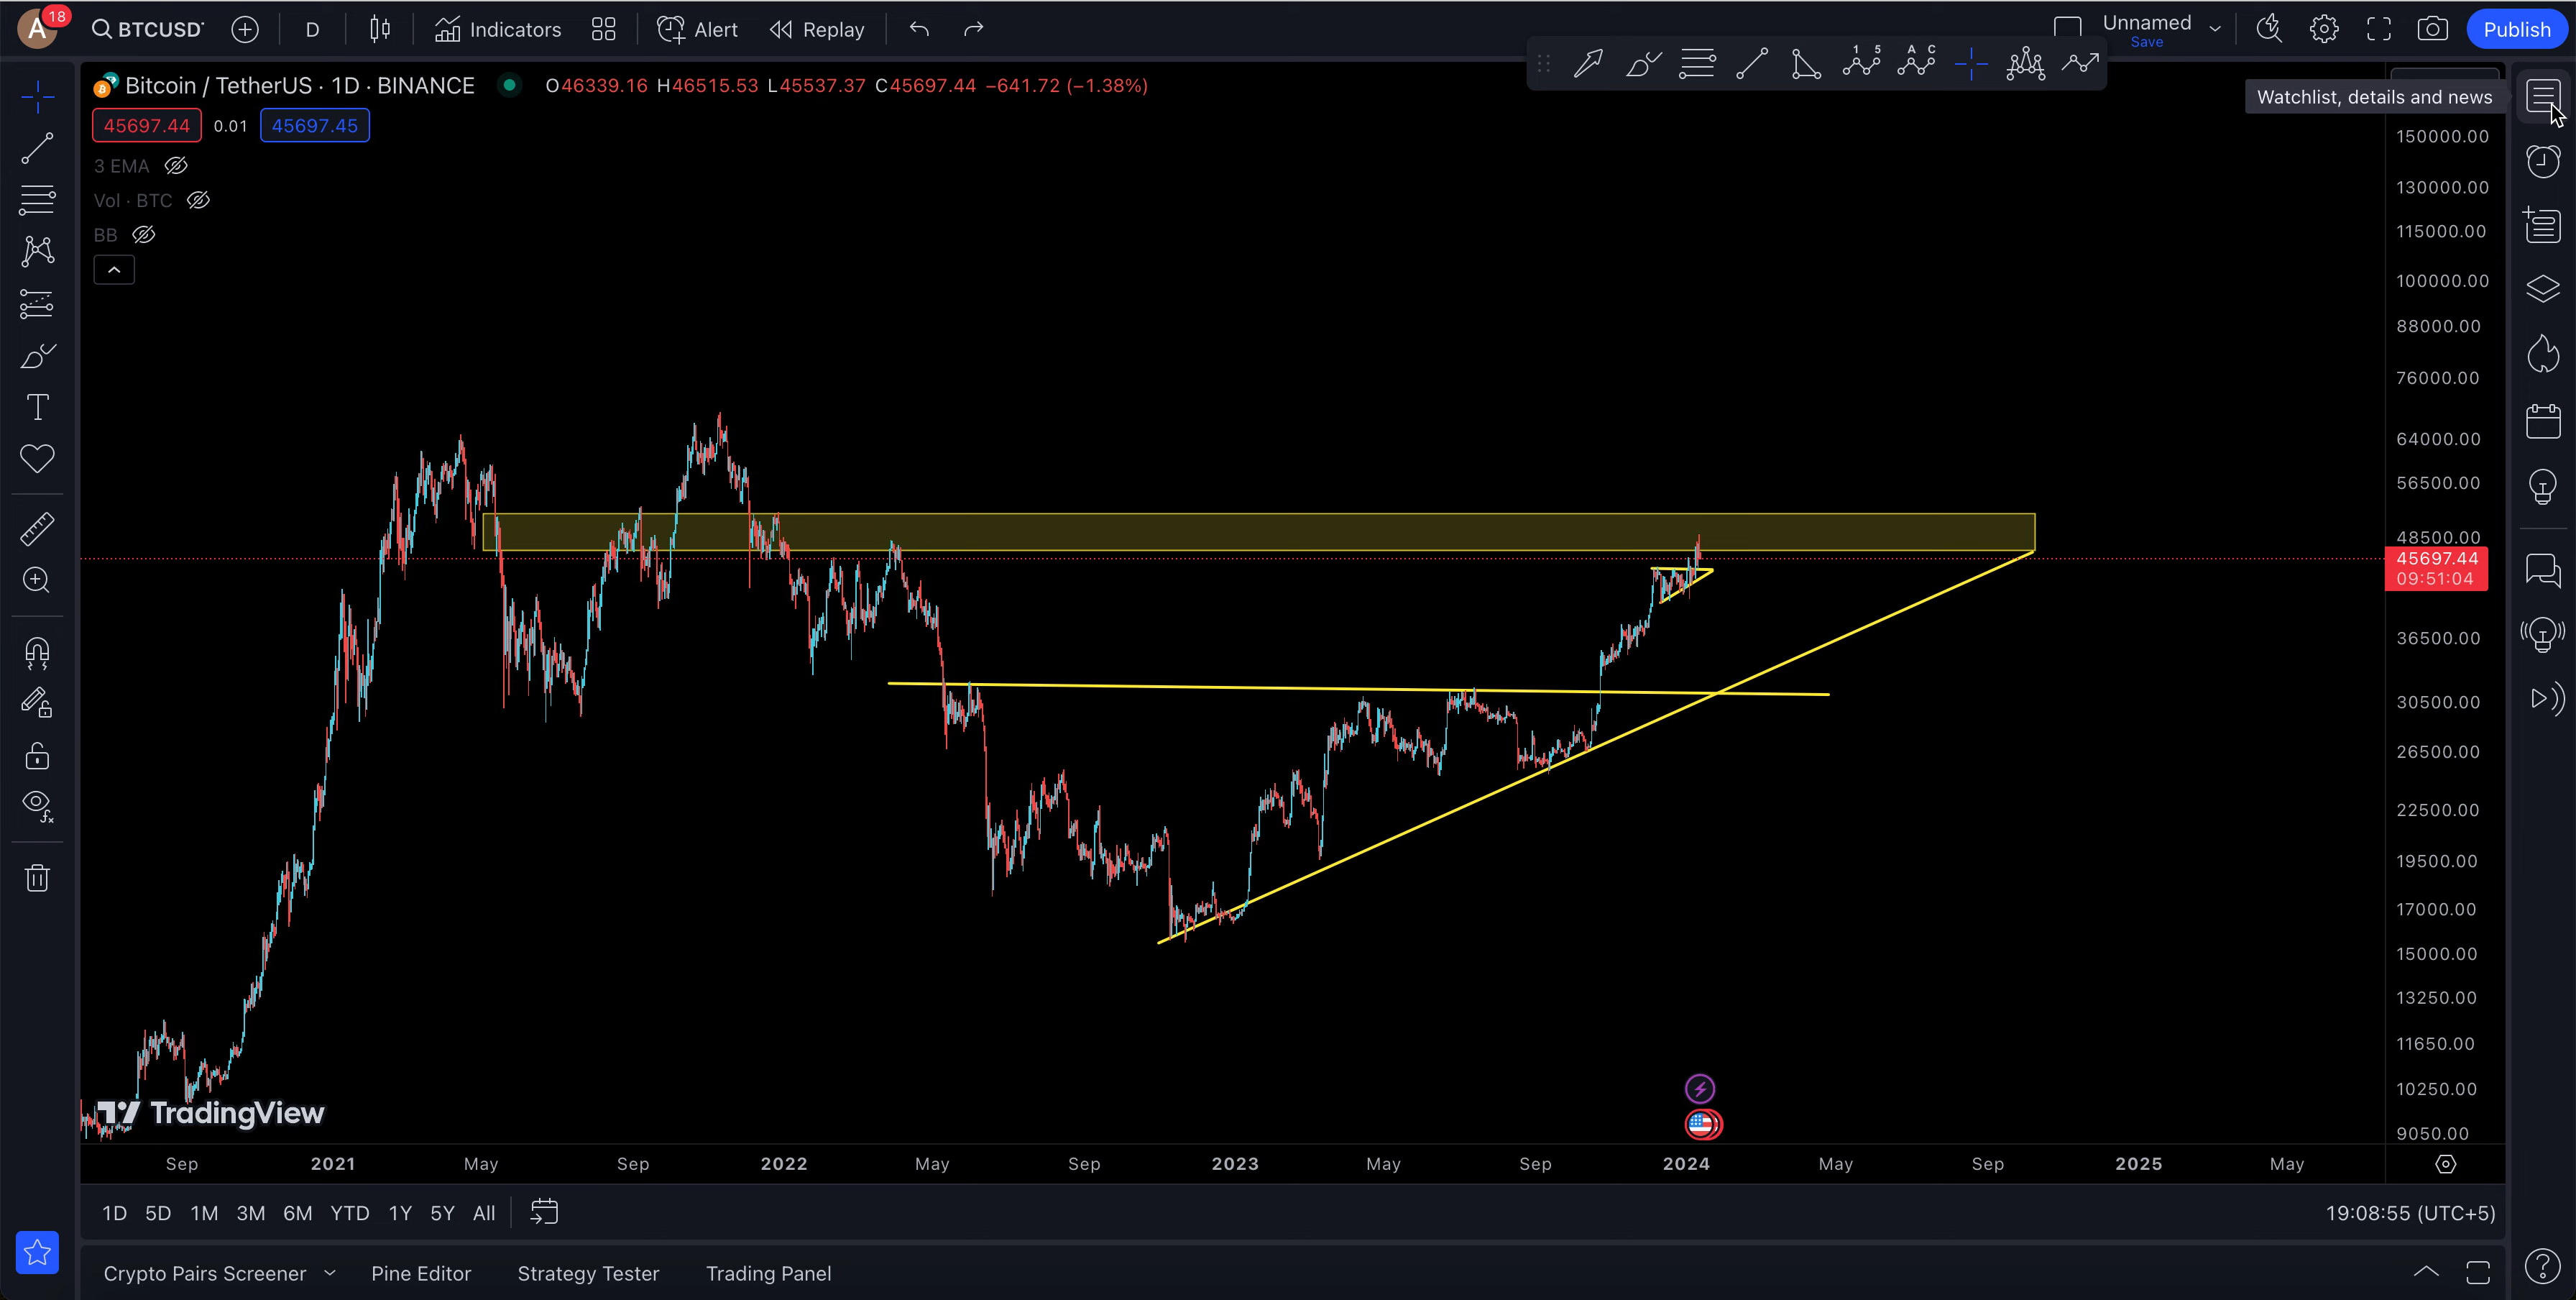 A 18 BTCUSD D Indicators Alert Replay Unnamed Publish
Save
1 5 A C
Bitcoin / TetherUS · 1D · BINANCE O46339.16 H46515.53 L45537.37 C45697.44 −641.72 (−1.38%)
Watchlist, details and news
45697.44 0.01 45697.45
3 EMA
Vol · BTC
BB
150000.00
130000.00
115000.00
100000.00
88000.00
76000.00
64000.00
56500.00
48500.00
45697.44
09:51:04
36500.00
30500.00
26500.00
22500.00
19500.00
17000.00
15000.00
13250.00
11650.00
10250.00
9050.00
TradingView
Sep 2021 May Sep 2022 May Sep 2023 May Sep 2024 May Sep 2025 May
1D 5D 1M 3M 6M YTD 1Y 5Y All 19:08:55 (UTC+5)
Crypto Pairs Screener Pine Editor Strategy Tester Trading Panel